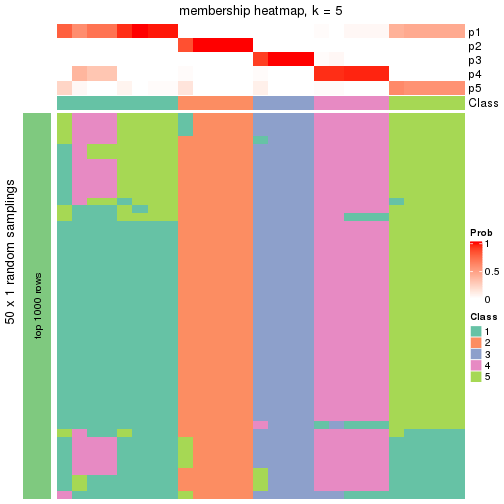 membership heatmap, k = 5
p1
p2
p3
p4
p5
Class
50 x 1 random samplings
top 1000 rows
Prob
1
0.5
0
Class
1
2
3
4
5